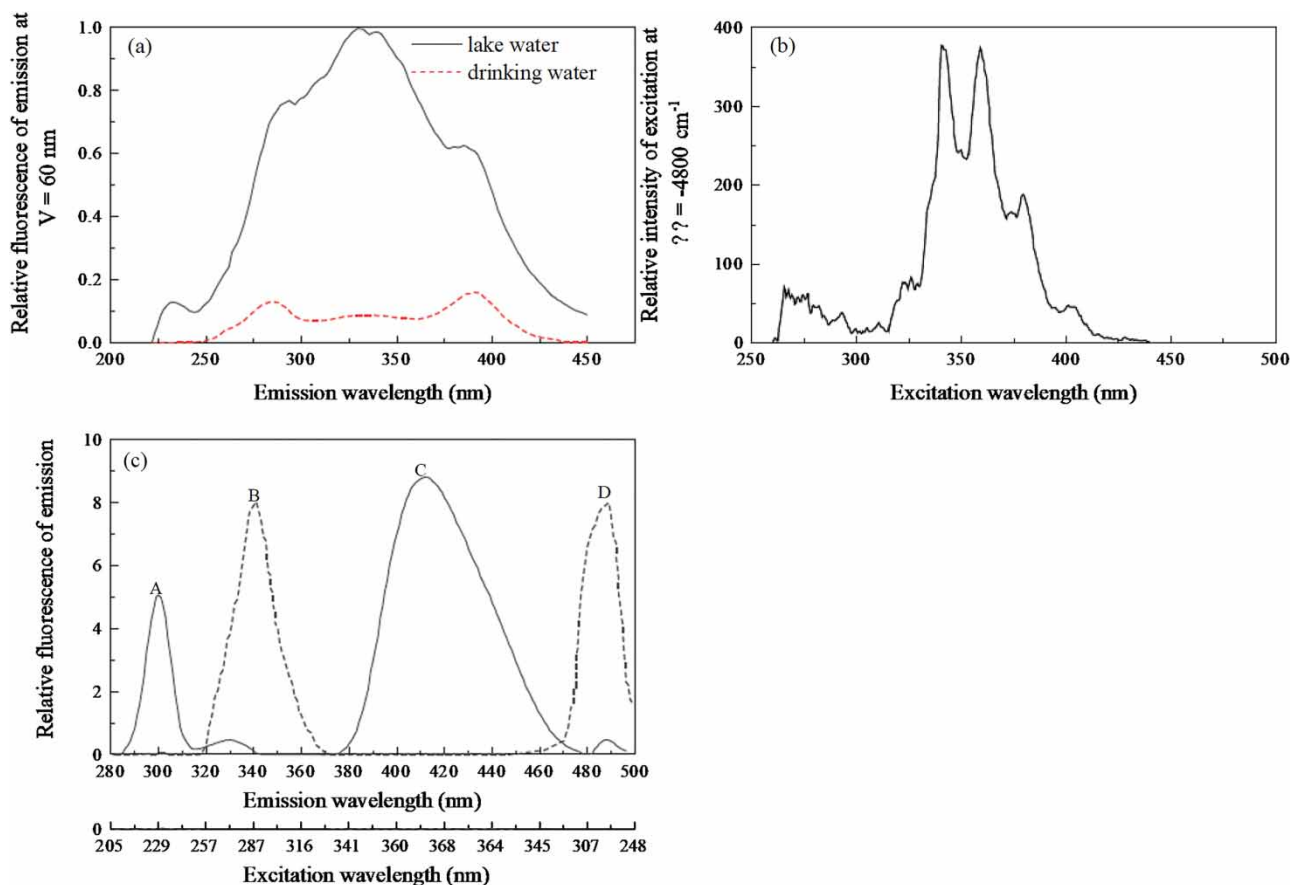 Relative fluorescence of emission at
V = 60 nm
1.0
0.8
0.6
0.4
0.2
0.0
(a)
lake water
drinking water
200 250 300 350 400 450
Emission wavelength (nm)
Relative intensity of excitation at
? ? = -4800 cm⁻¹
400
300
200
100
0
(b)
250 300 350 400 450 500
Excitation wavelength (nm)
Relative fluorescence of emission
10
8
6
4
2
0
(c)
A
B
C
D
280 300 320 340 360 380 400 420 440 460 480 500
Emission wavelength (nm)
0
205 229 257 287 316 341 360 368 364 345 307 248
Excitation wavelength (nm)